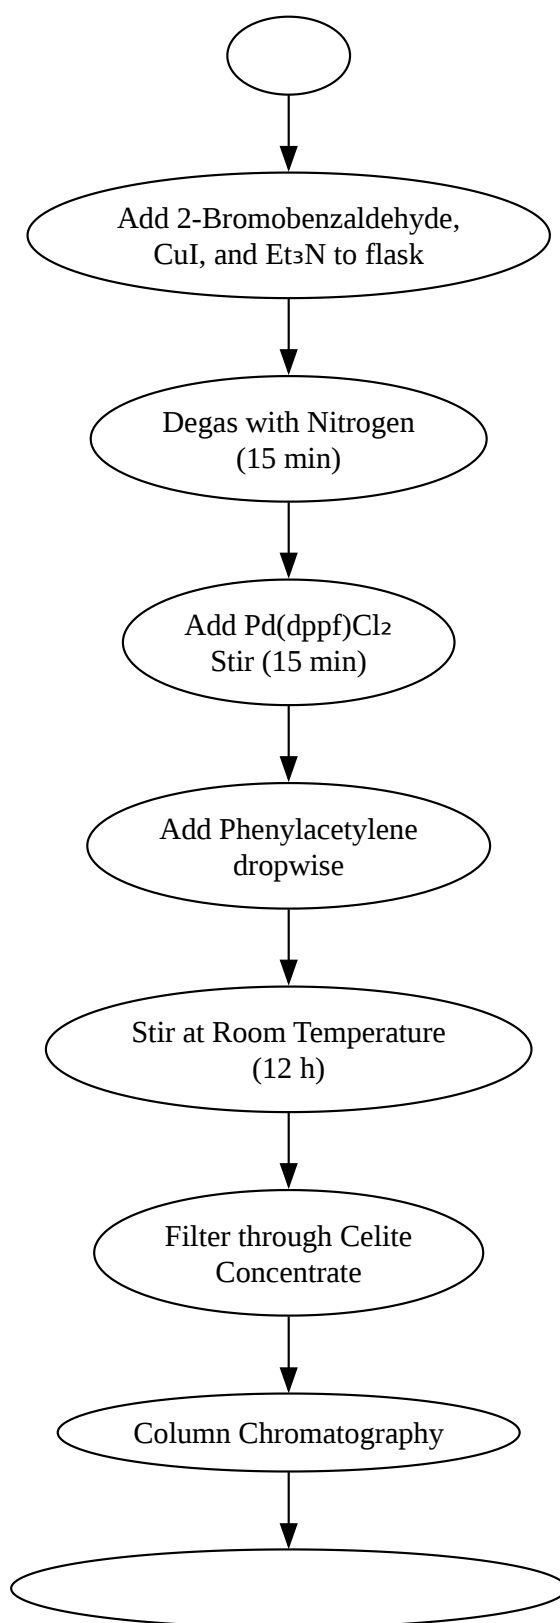 Add 2-Bromobenzaldehyde,
CuI, and Et₃N to flask
Degas with Nitrogen
(15 min)
Add Pd(dppf)Cl₂
Stir (15 min)
Add Phenylacetylene
dropwise
Stir at Room Temperature
(12 h)
Filter through Celite
Concentrate
Column Chromatography